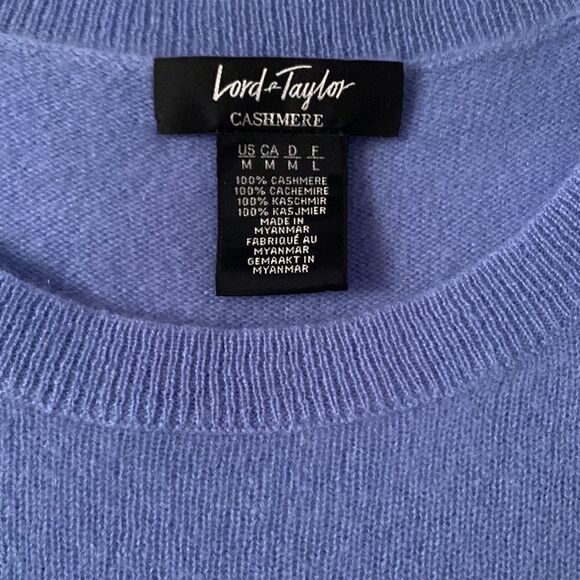 Lord & Taylor
CASHMERE
US CA D F
M M M L
100% CASHMERE
100% CACHEMIRE
100% KASCHMIR
100% KASJMIER
MADE IN
MYANMAR
FABRIQUÉ AU
MYANMAR
GEMAAKT IN
MYANMAR